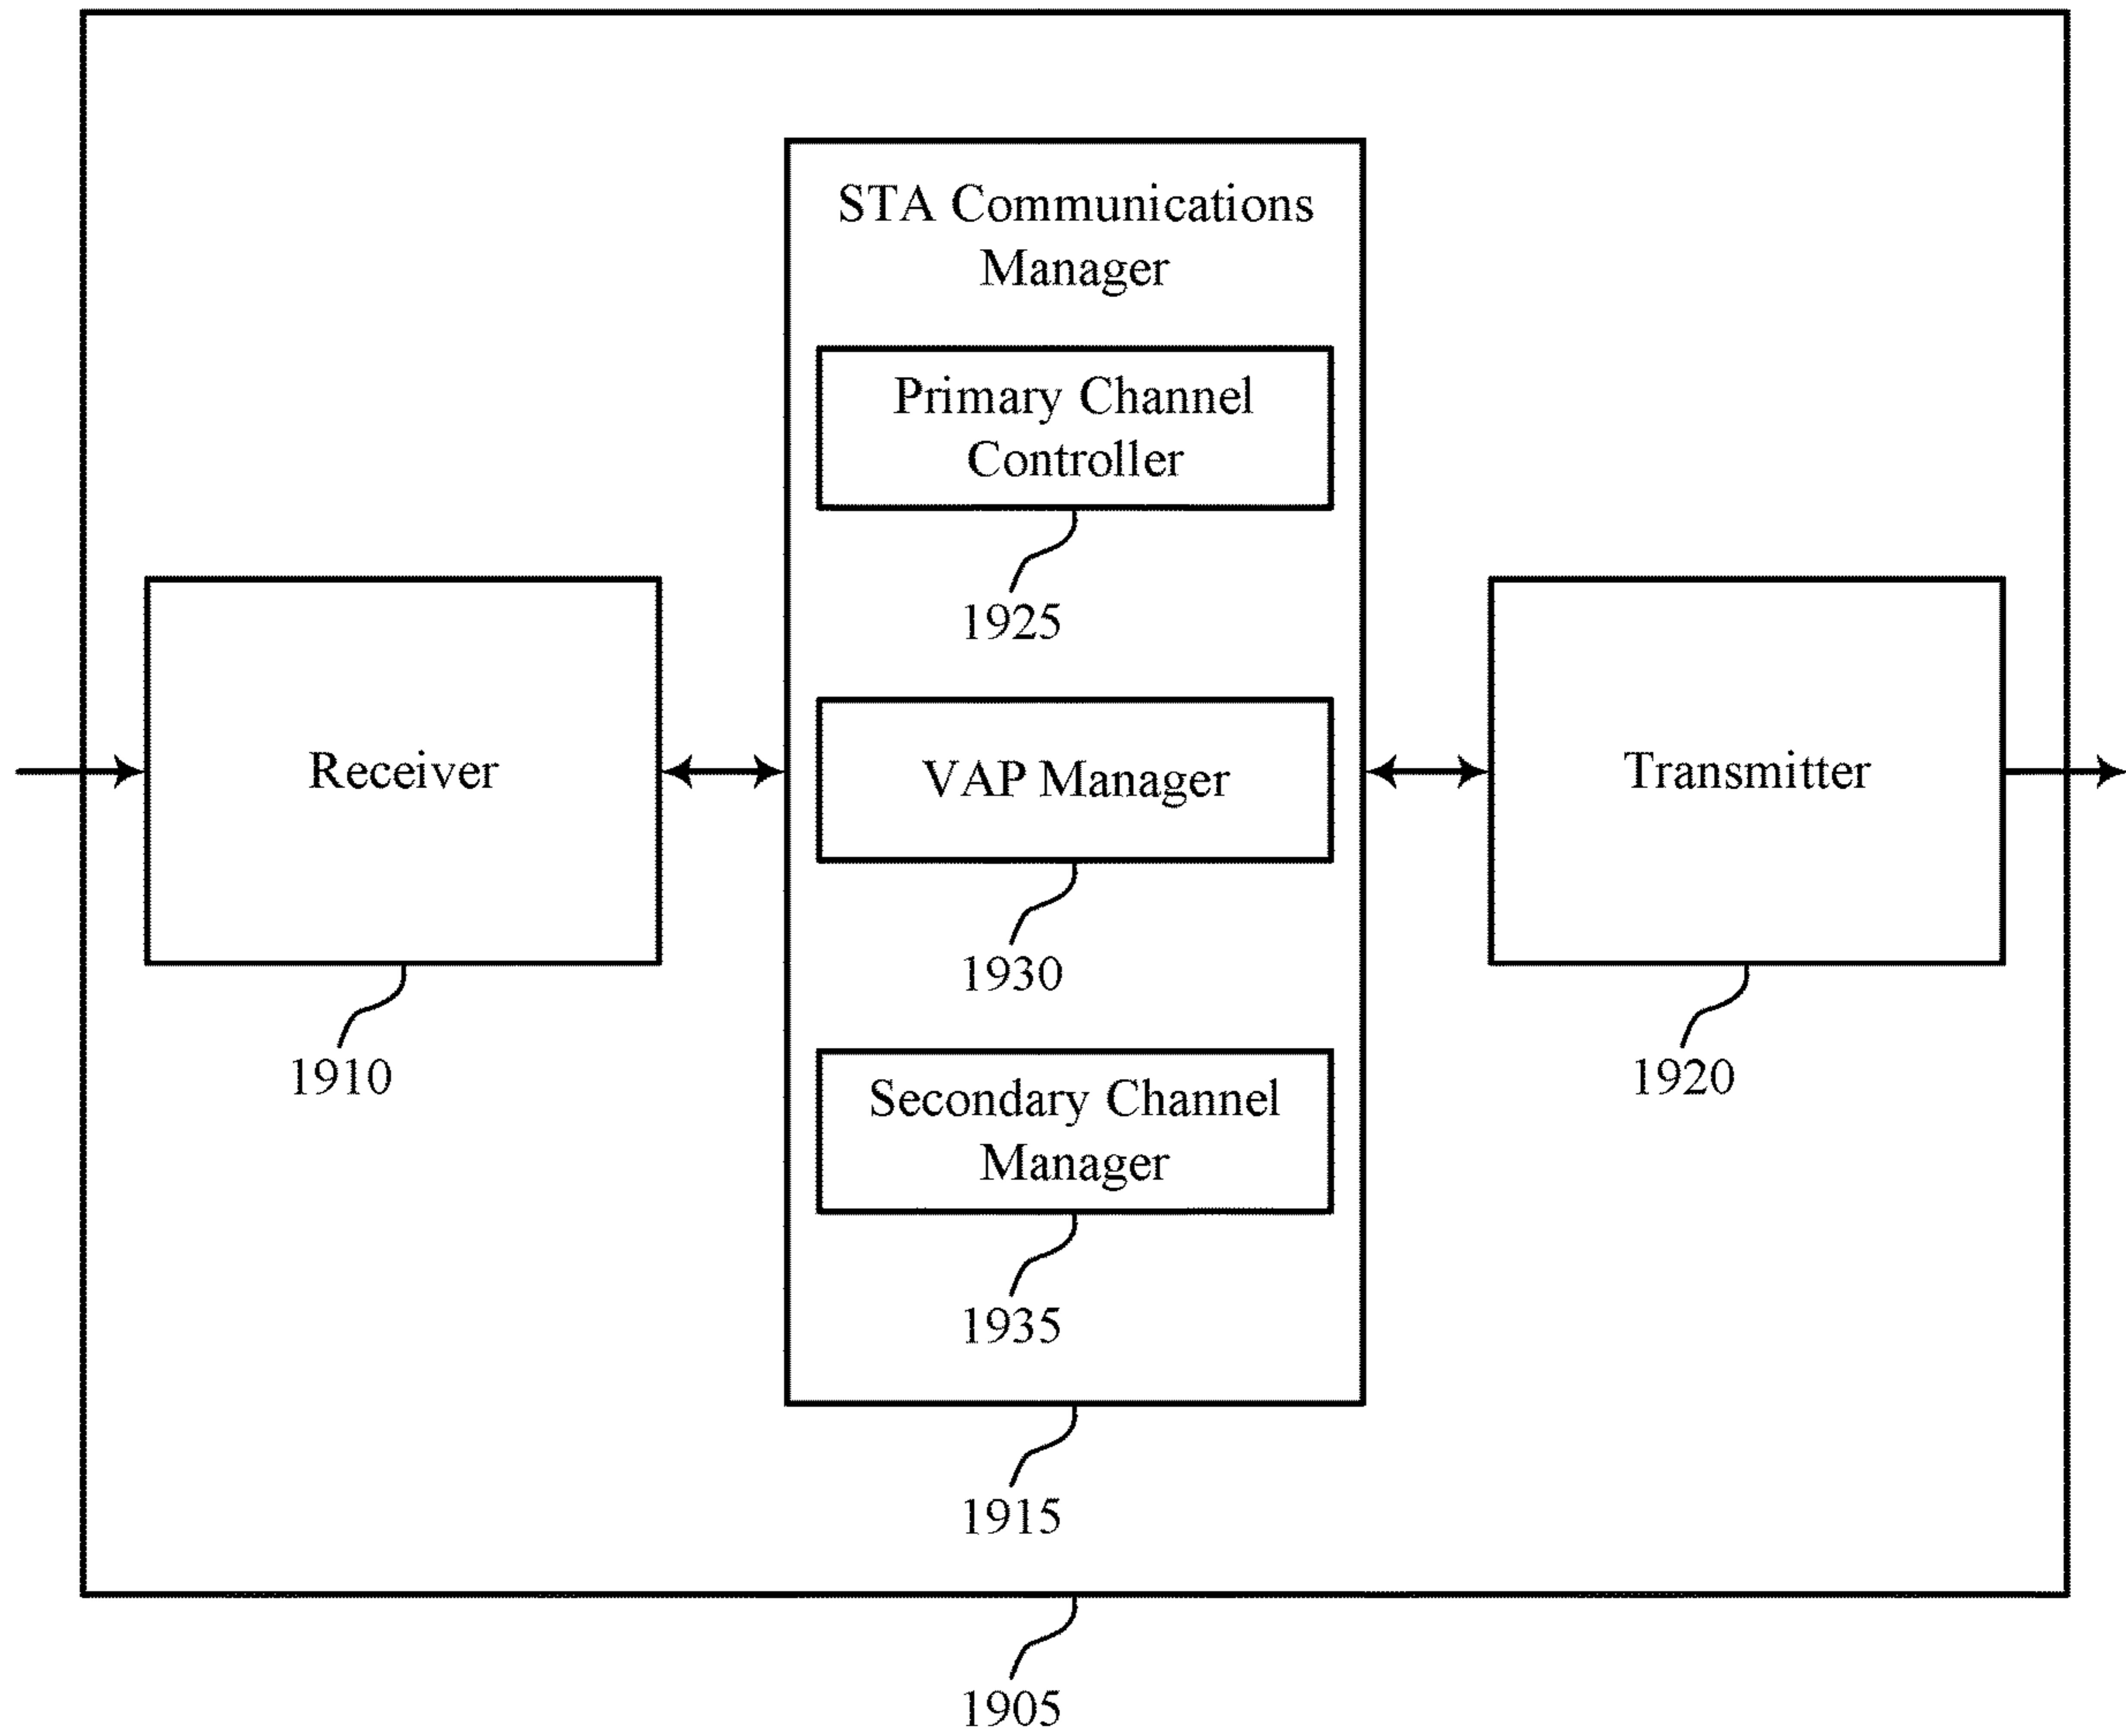 STA Communications
Manager
Primary Channel
Controller
1925
Receiver
VAP Manager
Transmitter
1930
1910
1920
Secondary Channel
Manager
1935
1915
1905